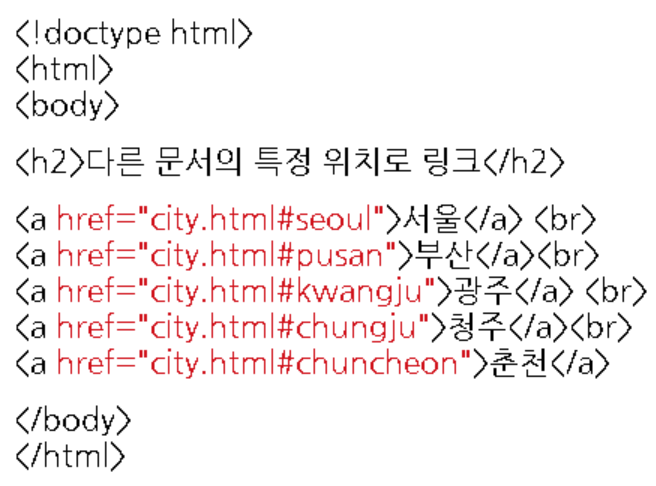 <!doctype html>
<html>
<body>
<h2>다른 문서의 특정 위치로 링크</h2>
<a href="city.html#seoul">서울</a> <br>
<a href="city.html#pusan">부산</a><br>
<a href="city.html#kwangju">광주</a> <br>
<a href="city.html#chungju">청주</a><br>
<a href="city.html#chuncheon">춘천</a>
</body>
</html>